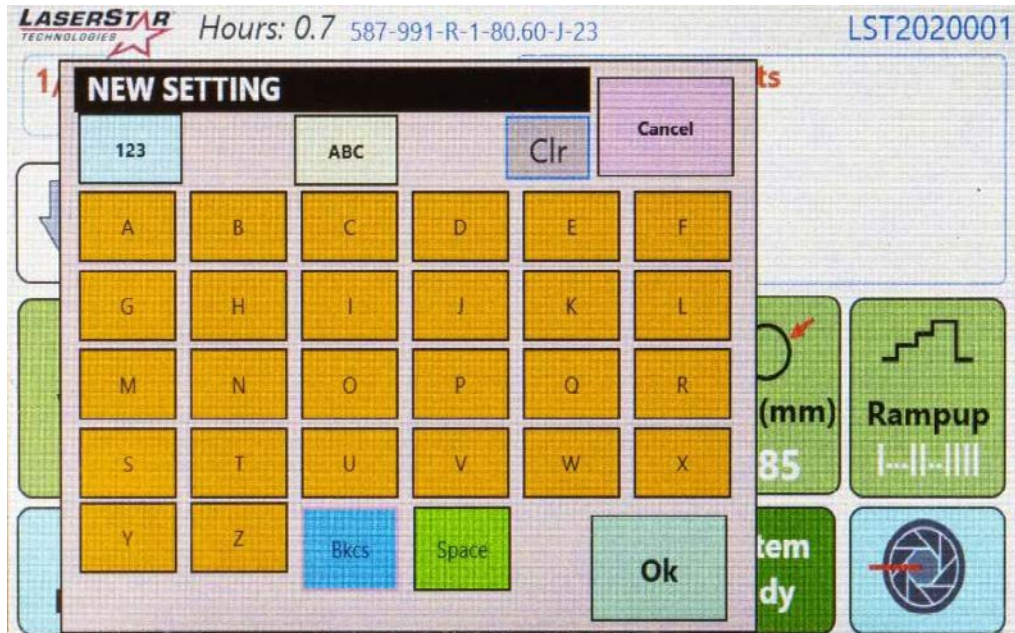 LASERSTAR
TECHNOLOGIES
Hours: 0.7 587-991-R-1-80.60-J-23
LST2020001
1/
ts
NEW SETTING
Cancel
123
ABC
Clr
A B C D E F
G H I J K L
M N O P Q R
(mm) Rampup
S T U V W X
85
Y Z Bkcs Space
Ok
tem
dy